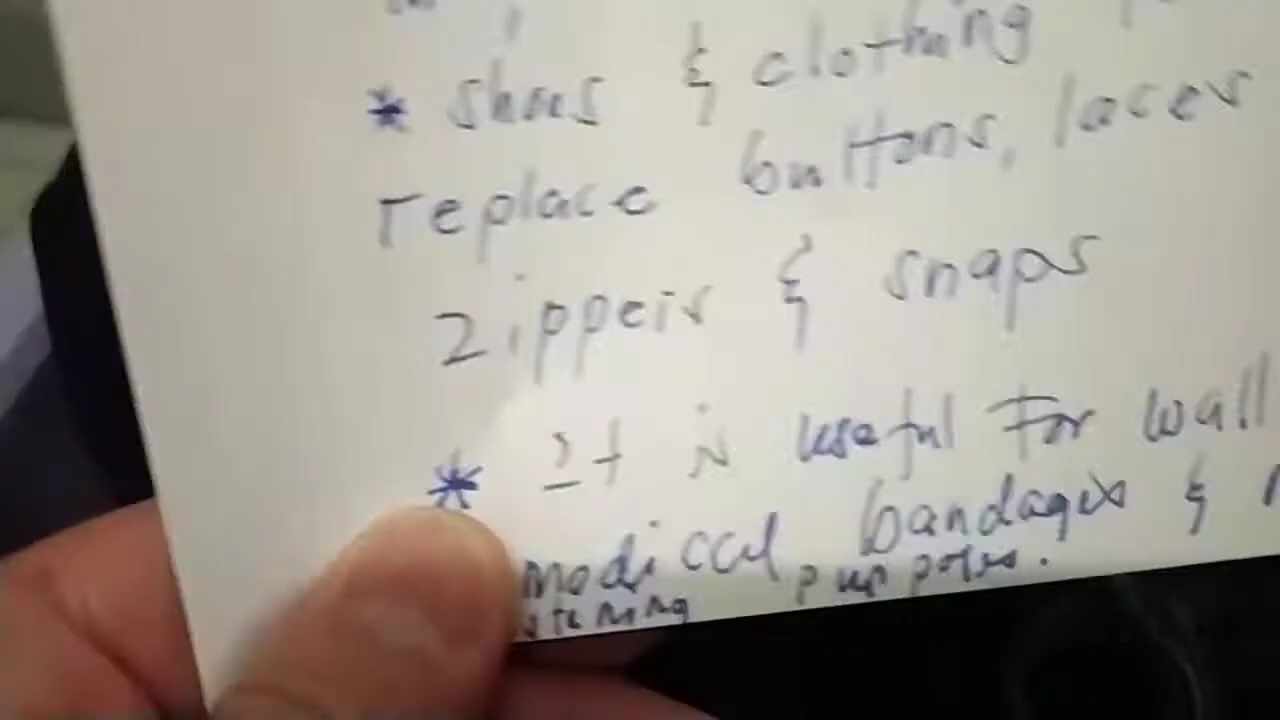 * shoes & clothing
replace buttons, laces
zippers & snaps
* It is useful for wall
medical, bandages &
purposes.